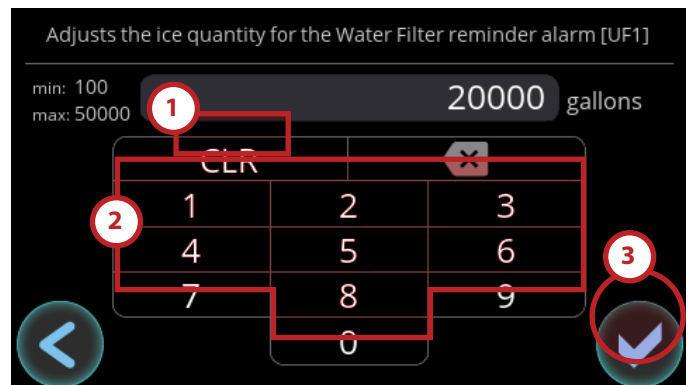 Adjusts the ice quantity for the Water Filter reminder alarm [UF1]
min: 100
max: 50000
20000 gallons
1
CLR
2
1 2 3
4 5 6
3
7 8 9
0